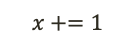 x += 1